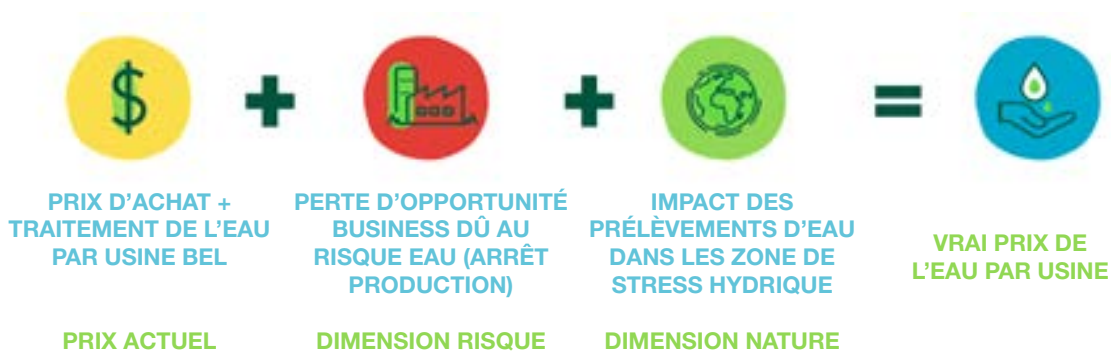 $ + + =
PRIX D'ACHAT +
TRAITEMENT DE L'EAU
PAR USINE BEL
PERTE D'OPPORTUNITÉ
BUSINESS DÛ AU
RISQUE EAU (ARRÊT
PRODUCTION)
IMPACT DES
PRÉLÈVEMENTS D'EAU
DANS LES ZONE DE
STRESS HYDRIQUE
VRAI PRIX DE
L'EAU PAR USINE
PRIX ACTUEL
DIMENSION RISQUE
DIMENSION NATURE